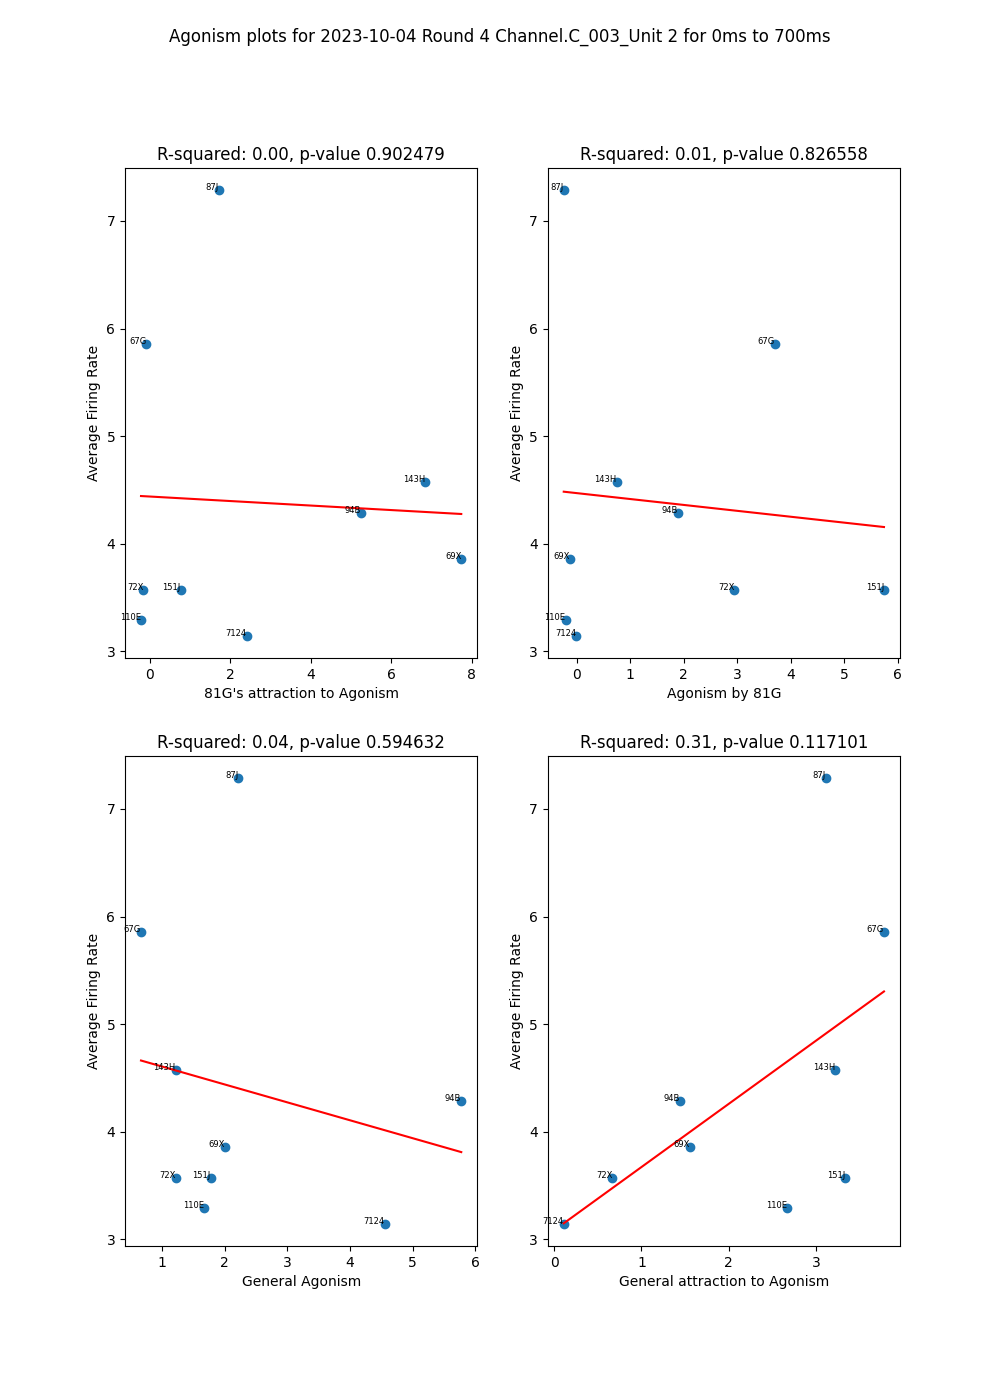 Agonism plots for 2023-10-04 Round 4 Channel.C_003_Unit 2 for 0ms to 700ms
R-squared: 0.00, p-value 0.902479
87J
67G
143H
94B
69X
72X
151J
110E
7124
7
6
5
4
3
Average Firing Rate
0 2 4 6 8
81G's attraction to Agonism
R-squared: 0.01, p-value 0.826558
87J
67G
143H
94B
69X
72X
151J
110E
7124
7
6
5
4
3
Average Firing Rate
0 1 2 3 4 5 6
Agonism by 81G
R-squared: 0.04, p-value 0.594632
87J
67G
143H
94B
69X
72X
151J
110E
7124
7
6
5
4
3
Average Firing Rate
1 2 3 4 5 6
General Agonism
R-squared: 0.31, p-value 0.117101
87J
67G
143H
94B
69X
72X
151J
110E
7124
7
6
5
4
3
Average Firing Rate
0 1 2 3
General attraction to Agonism